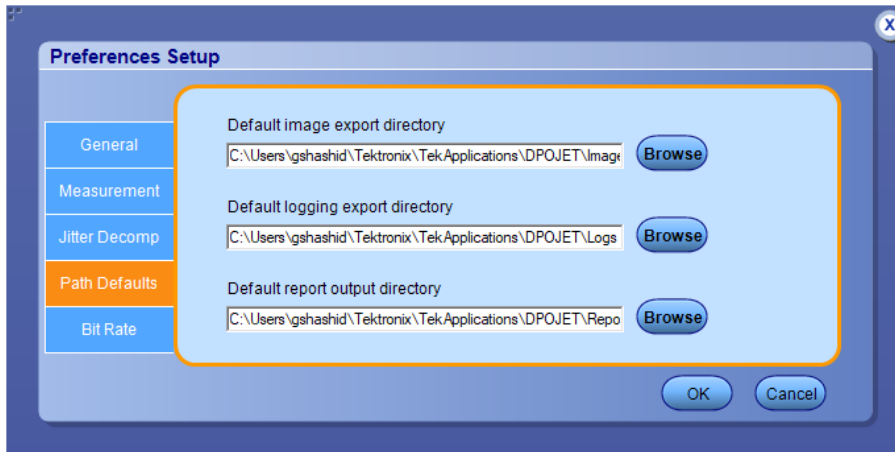 X
Preferences Setup
General
Measurement
Jitter Decomp
Path Defaults
Bit Rate
Default image export directory
C:\Users\gshashid\Tektronix\TekApplications\DPOJET\Image
Browse
Default logging export directory
C:\Users\gshashid\Tektronix\TekApplications\DPOJET\Logs
Browse
Default report output directory
C:\Users\gshashid\Tektronix\TekApplications\DPOJET\Repo
Browse
OK
Cancel